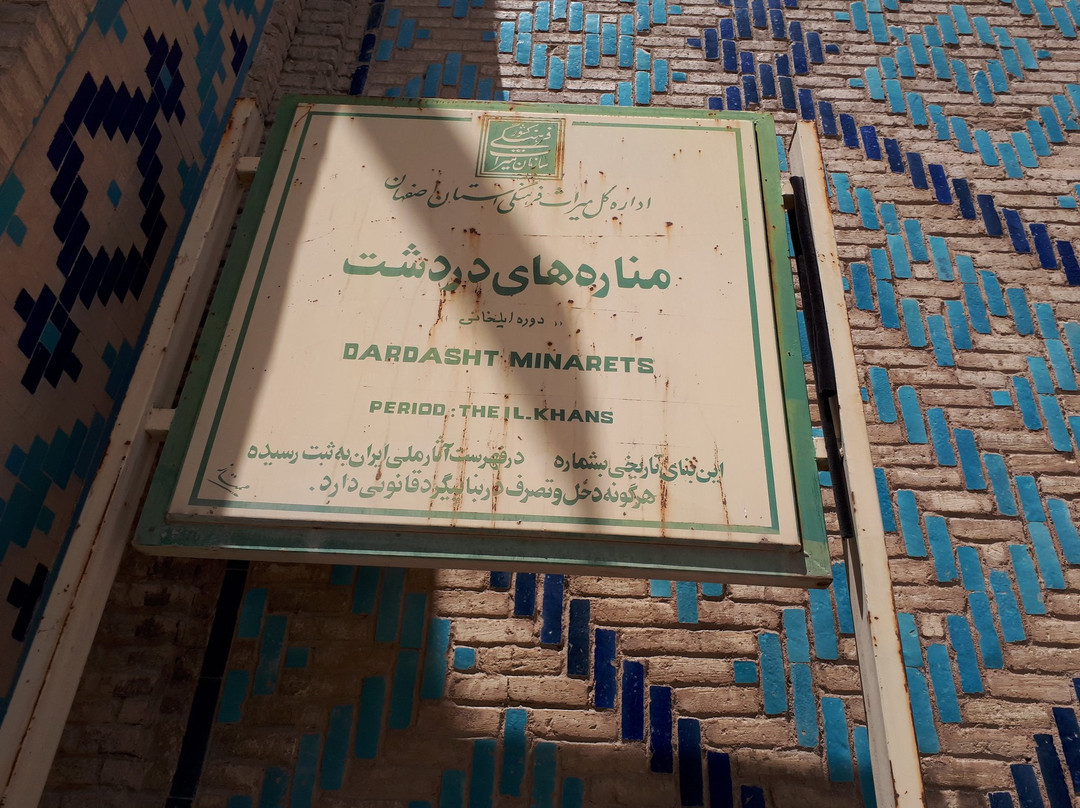 سازمان میراث فرهنگی کشور
اداره کل میراث فرهنگی استان اصفهان
مناره‌های دردشت
دوره ایلخانی
DARDASHT MINARETS
PERIOD : THE IL.KHANS
این بنای تاریخی بشماره در فهرست آثار ملی ایران به ثبت رسیده
هرگونه دخل و تصرف در بنا پیگرد قانونی دارد.